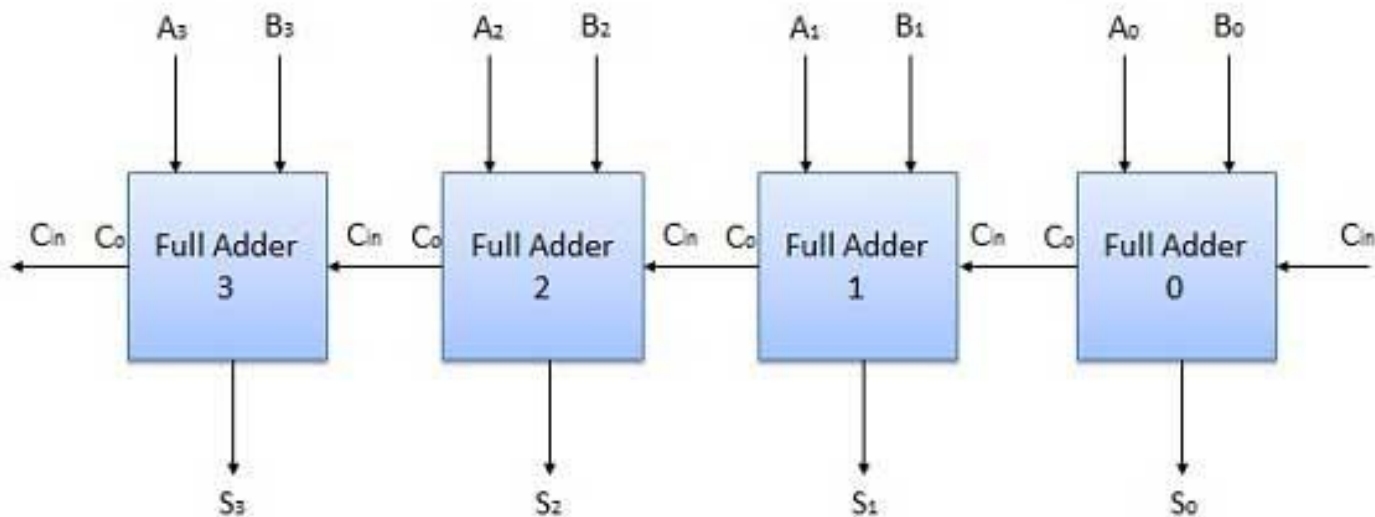 A₃ B₃ A₂ B₂ A₁ B₁ A₀ B₀
Cin Co Full Adder 3 Cin Co Full Adder 2 Cin Co Full Adder 1 Cin Co Full Adder 0 Cin
S₃ S₂ S₁ S₀